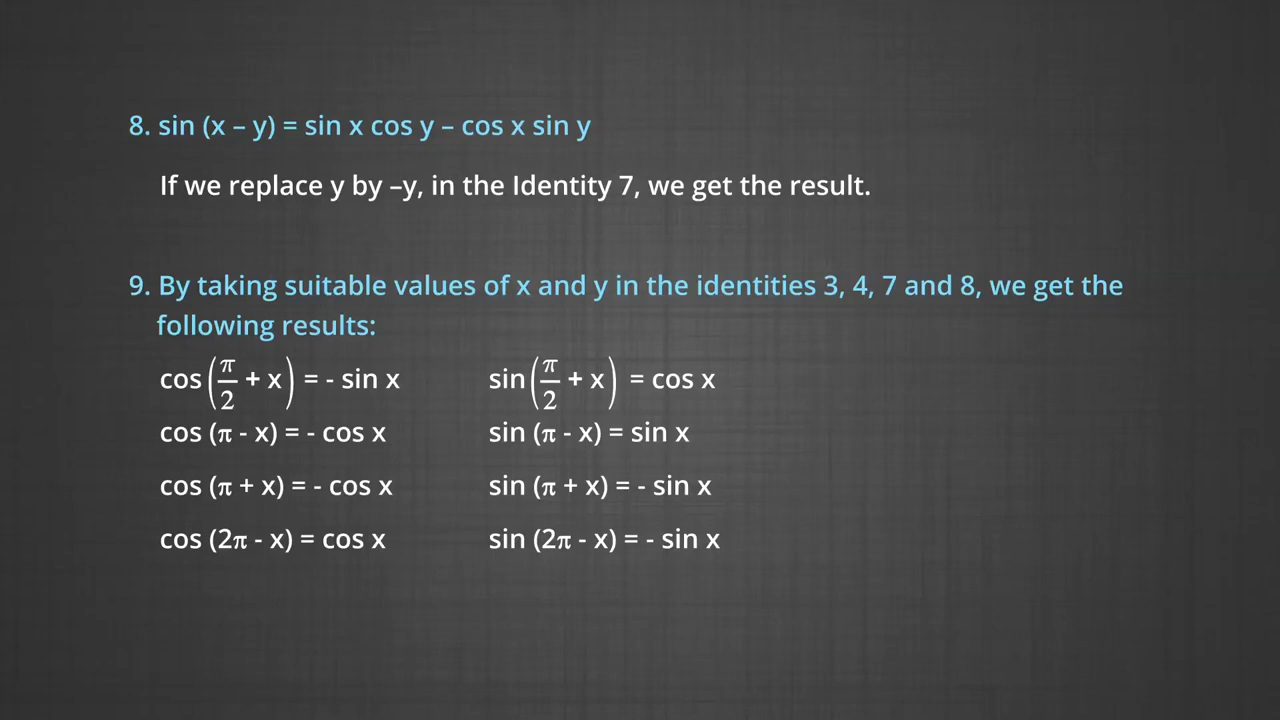 8. sin (x – y) = sin x cos y – cos x sin y
If we replace y by –y, in the Identity 7, we get the result.
9. By taking suitable values of x and y in the identities 3, 4, 7 and 8, we get the
following results:
cos(π/2 + x) = - sin x sin(π/2 + x) = cos x
cos (π - x) = - cos x sin (π - x) = sin x
cos (π + x) = - cos x sin (π + x) = - sin x
cos (2π - x) = cos x sin (2π - x) = - sin x